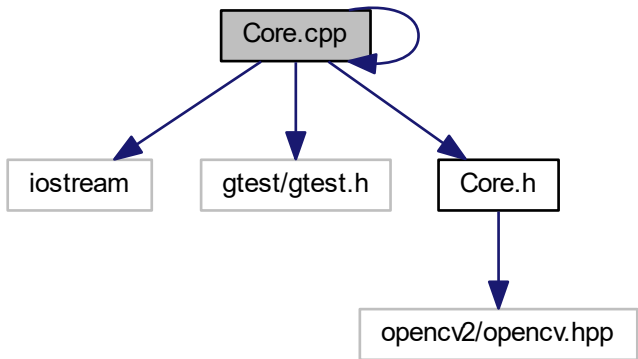 Core.cpp
iostream
gtest/gtest.h
Core.h
opencv2/opencv.hpp